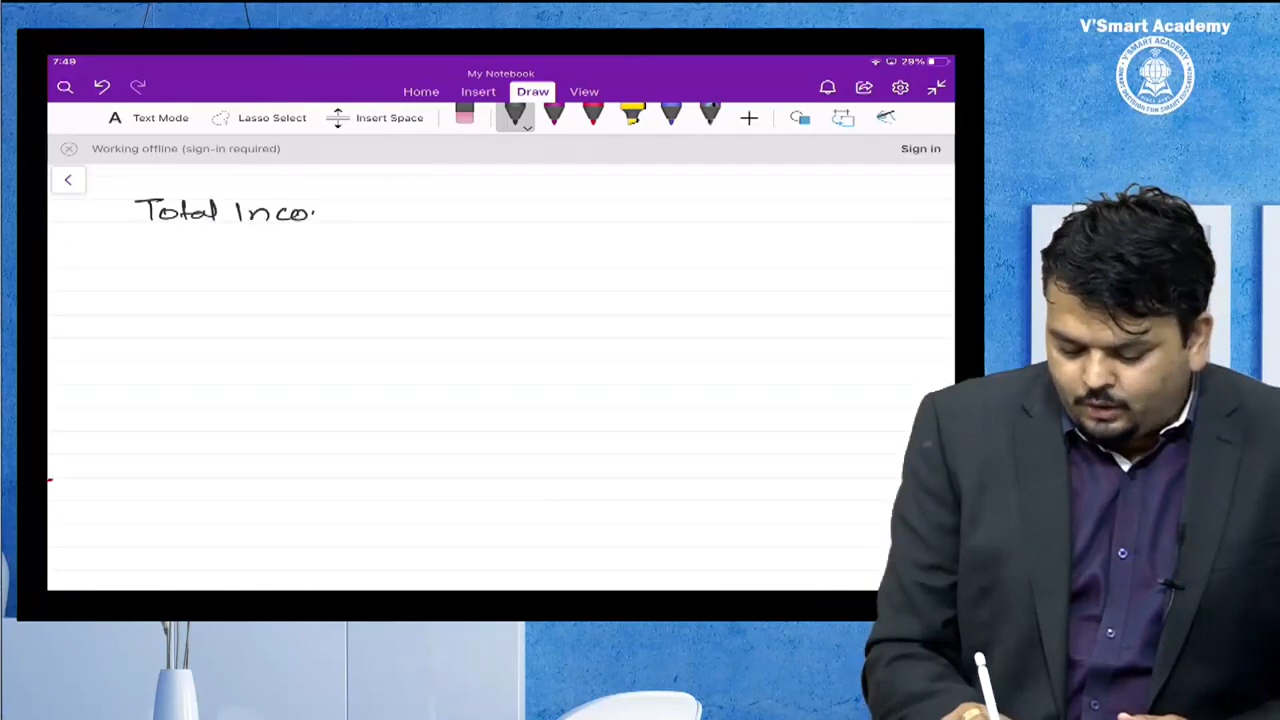 V'Smart Academy
7:49
29%
My Notebook
Home Insert Draw View
A Text Mode Lasso Select Insert Space
Working offline (sign-in required) Sign in
Total Inco